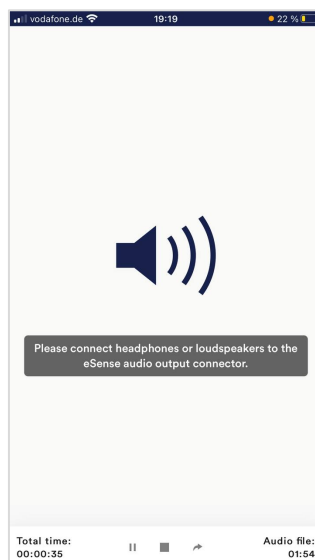 vodafone.de 19:19 22 %
Please connect headphones or loudspeakers to the
eSense audio output connector.
Total time:
00:00:35
Audio file:
01:54